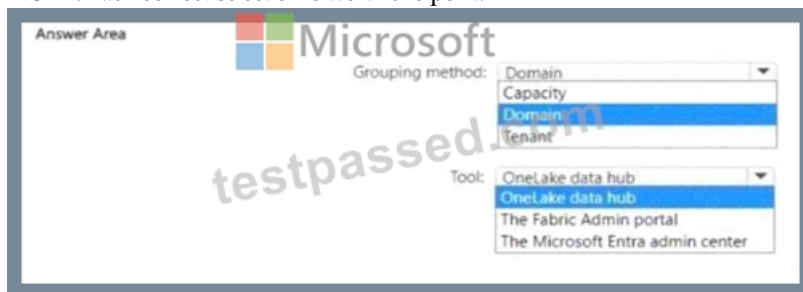 Answer Area
Microsoft
Grouping method: Domain
Capacity
Domain
Tenant
testpassed.com
Tool: OneLake data hub
OneLake data hub
The Fabric Admin portal
The Microsoft Entra admin center